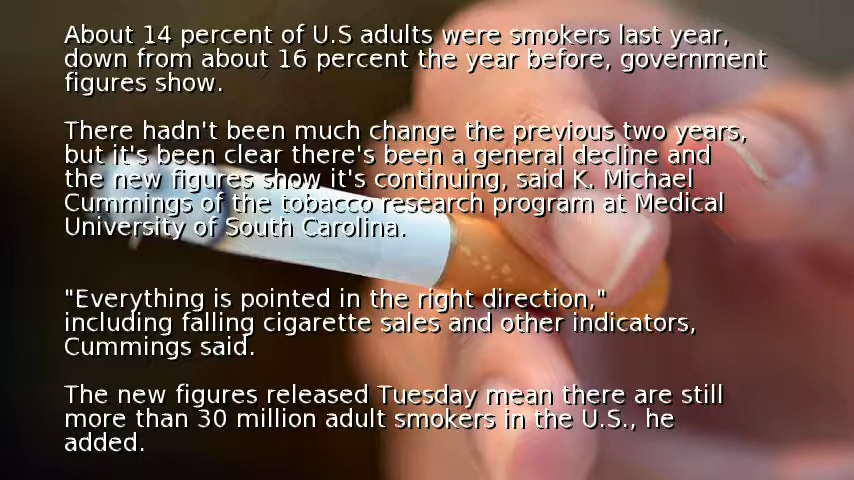 About 14 percent of U.S adults were smokers last year,
down from about 16 percent the year before, government
figures show.
There hadn't been much change the previous two years,
but it's been clear there's been a general decline and
the new figures show it's continuing, said K. Michael
Cummings of the tobacco research program at Medical
University of South Carolina.
"Everything is pointed in the right direction,"
including falling cigarette sales and other indicators,
Cummings said.
The new figures released Tuesday mean there are still
more than 30 million adult smokers in the U.S., he
added.